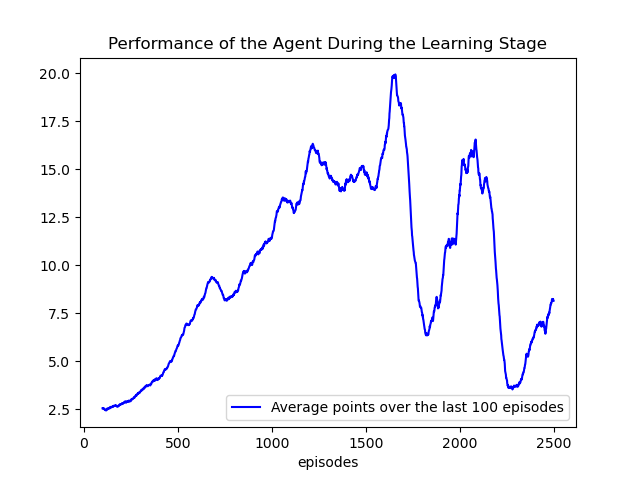 Performance of the Agent During the Learning Stage
20.0
17.5
15.0
12.5
10.0
7.5
5.0
2.5
Average points over the last 100 episodes
0 500 1000 1500 2000 2500
episodes